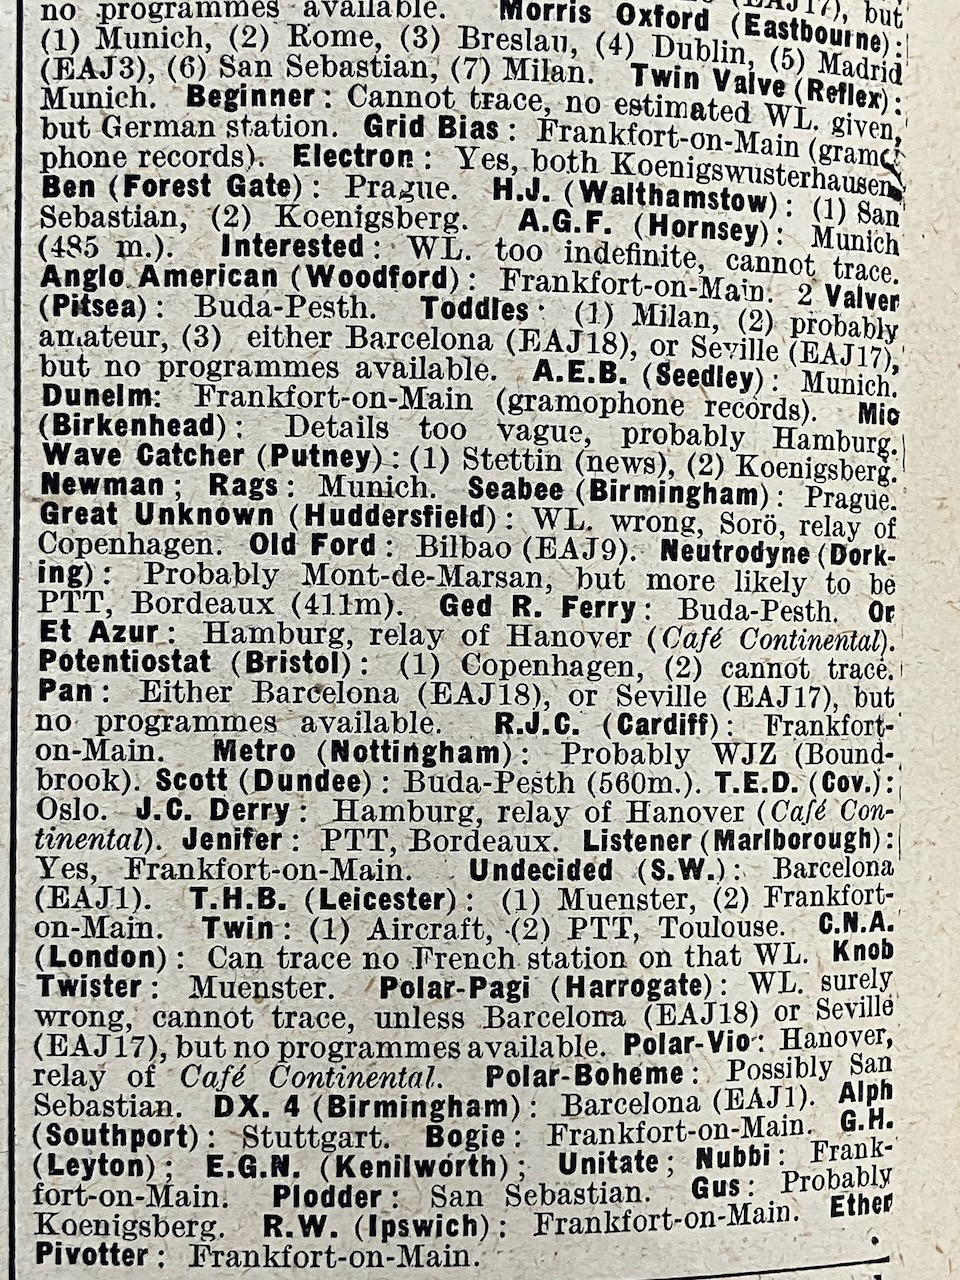 no programmes available. Morris Oxford (Eastbourne):
(1) Munich, (2) Rome, (3) Breslau, (4) Dublin, (5) Madrid
(EAJ3), (6) San Sebastian, (7) Milan. Twin Valve (Reflex):
Munich. Beginner: Cannot trace, no estimated WL. given,
but German station. Grid Bias: Frankfort-on-Main (gramo-
phone records). Electron: Yes, both Koenigswusterhausen.
Ben (Forest Gate): Prague. H.J. (Walthamstow): (1) San
Sebastian, (2) Koenigsberg. A.G.F. (Hornsey): Munich
(485 m.). Interested: WL. too indefinite, cannot trace.
Anglo American (Woodford): Frankfort-on-Main. 2 Valver
(Pitsea): Buda-Pesth. Toddles: (1) Milan, (2) probably
amateur, (3) either Barcelona (EAJ18), or Seville (EAJ17),
but no programmes available. A.E.B. (Seedley): Munich.
Dunelm: Frankfort-on-Main (gramophone records). Mic
(Birkenhead): Details too vague, probably Hamburg.
Wave Catcher (Putney): (1) Stettin (news), (2) Koenigsberg.
Newman; Rags: Munich. Seabee (Birmingham): Prague.
Great Unknown (Huddersfield): WL. wrong, Sorö, relay of
Copenhagen. Old Ford: Bilbao (EAJ9). Neutrodyne (Dork-
ing): Probably Mont-de-Marsan, but more likely to be
PTT, Bordeaux (411m). Ged R. Ferry: Buda-Pesth. Or
Et Azur: Hamburg, relay of Hanover (Café Continental).
Potentiostat (Bristol): (1) Copenhagen, (2) cannot trace.
Pan: Either Barcelona (EAJ18), or Seville (EAJ17), but
no programmes available. R.J.C. (Cardiff): Frankfort-
on-Main. Metro (Nottingham): Probably WJZ (Bound-
brook). Scott (Dundee): Buda-Pesth (560m.). T.E.D. (Cov.):
Oslo. J.C. Derry: Hamburg, relay of Hanover (Café Con-
tinental). Jenifer: PTT, Bordeaux. Listener (Marlborough):
Yes, Frankfort-on-Main. Undecided (S.W.): Barcelona
(EAJ1). T.H.B. (Leicester): (1) Muenster, (2) Frankfort-
on-Main. Twin: (1) Aircraft, (2) PTT, Toulouse. C.N.A.
(London): Can trace no French station on that WL. Knob
Twister: Muenster. Polar-Pagi (Harrogate): WL. surely
wrong, cannot trace, unless Barcelona (EAJ18) or Seville
(EAJ17), but no programmes available. Polar-Vio: Hanover,
relay of Café Continental. Polar-Boheme: Possibly San
Sebastian. DX. 4 (Birmingham): Barcelona (EAJ1). Alph
(Southport): Stuttgart. Bogie: Frankfort-on-Main. G.H.
(Leyton); E.G.N. (Kenilworth); Unitate; Nubbi: Frank-
fort-on-Main. Plodder: San Sebastian. Gus: Probably
Koenigsberg. R.W. (Ipswich): Frankfort-on-Main. Ether
Pivotter: Frankfort-on-Main.